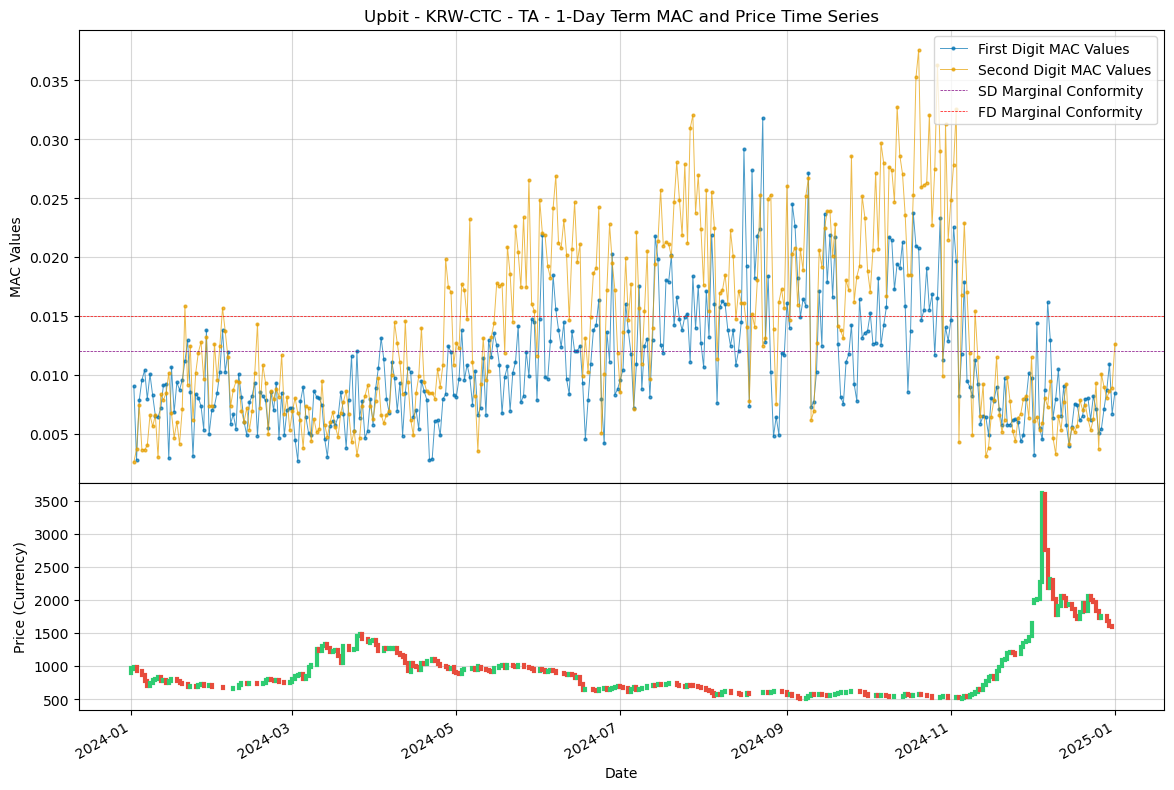 Upbit - KRW-CTC - TA - 1-Day Term MAC and Price Time Series
First Digit MAC Values
Second Digit MAC Values
SD Marginal Conformity
FD Marginal Conformity
MAC Values
0.035
0.030
0.025
0.020
0.015
0.010
0.005
Price (Currency)
3500
3000
2500
2000
1500
1000
500
2024-01
2024-03
2024-05
2024-07
2024-09
2024-11
2025-01
Date